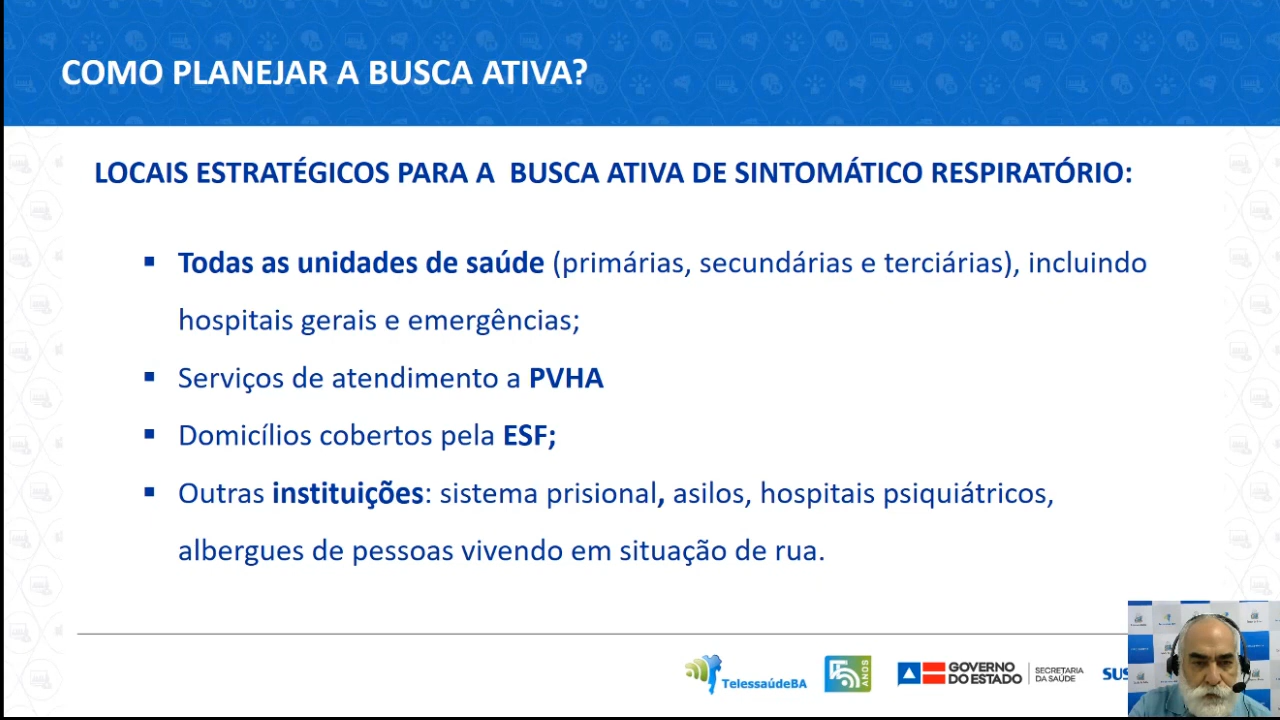 COMO PLANEJAR A BUSCA ATIVA?
LOCAIS ESTRATÉGICOS PARA A BUSCA ATIVA DE SINTOMÁTICO RESPIRATÓRIO:
▪ Todas as unidades de saúde (primárias, secundárias e terciárias), incluindo
hospitais gerais e emergências;
▪ Serviços de atendimento a PVHA
▪ Domicílios cobertos pela ESF;
▪ Outras instituições: sistema prisional, asilos, hospitais psiquiátricos,
albergues de pessoas vivendo em situação de rua.
TelessaúdeBA
15 ANOS
GOVERNO
DO ESTADO
SECRETARIA
DA SAÚDE
SUS